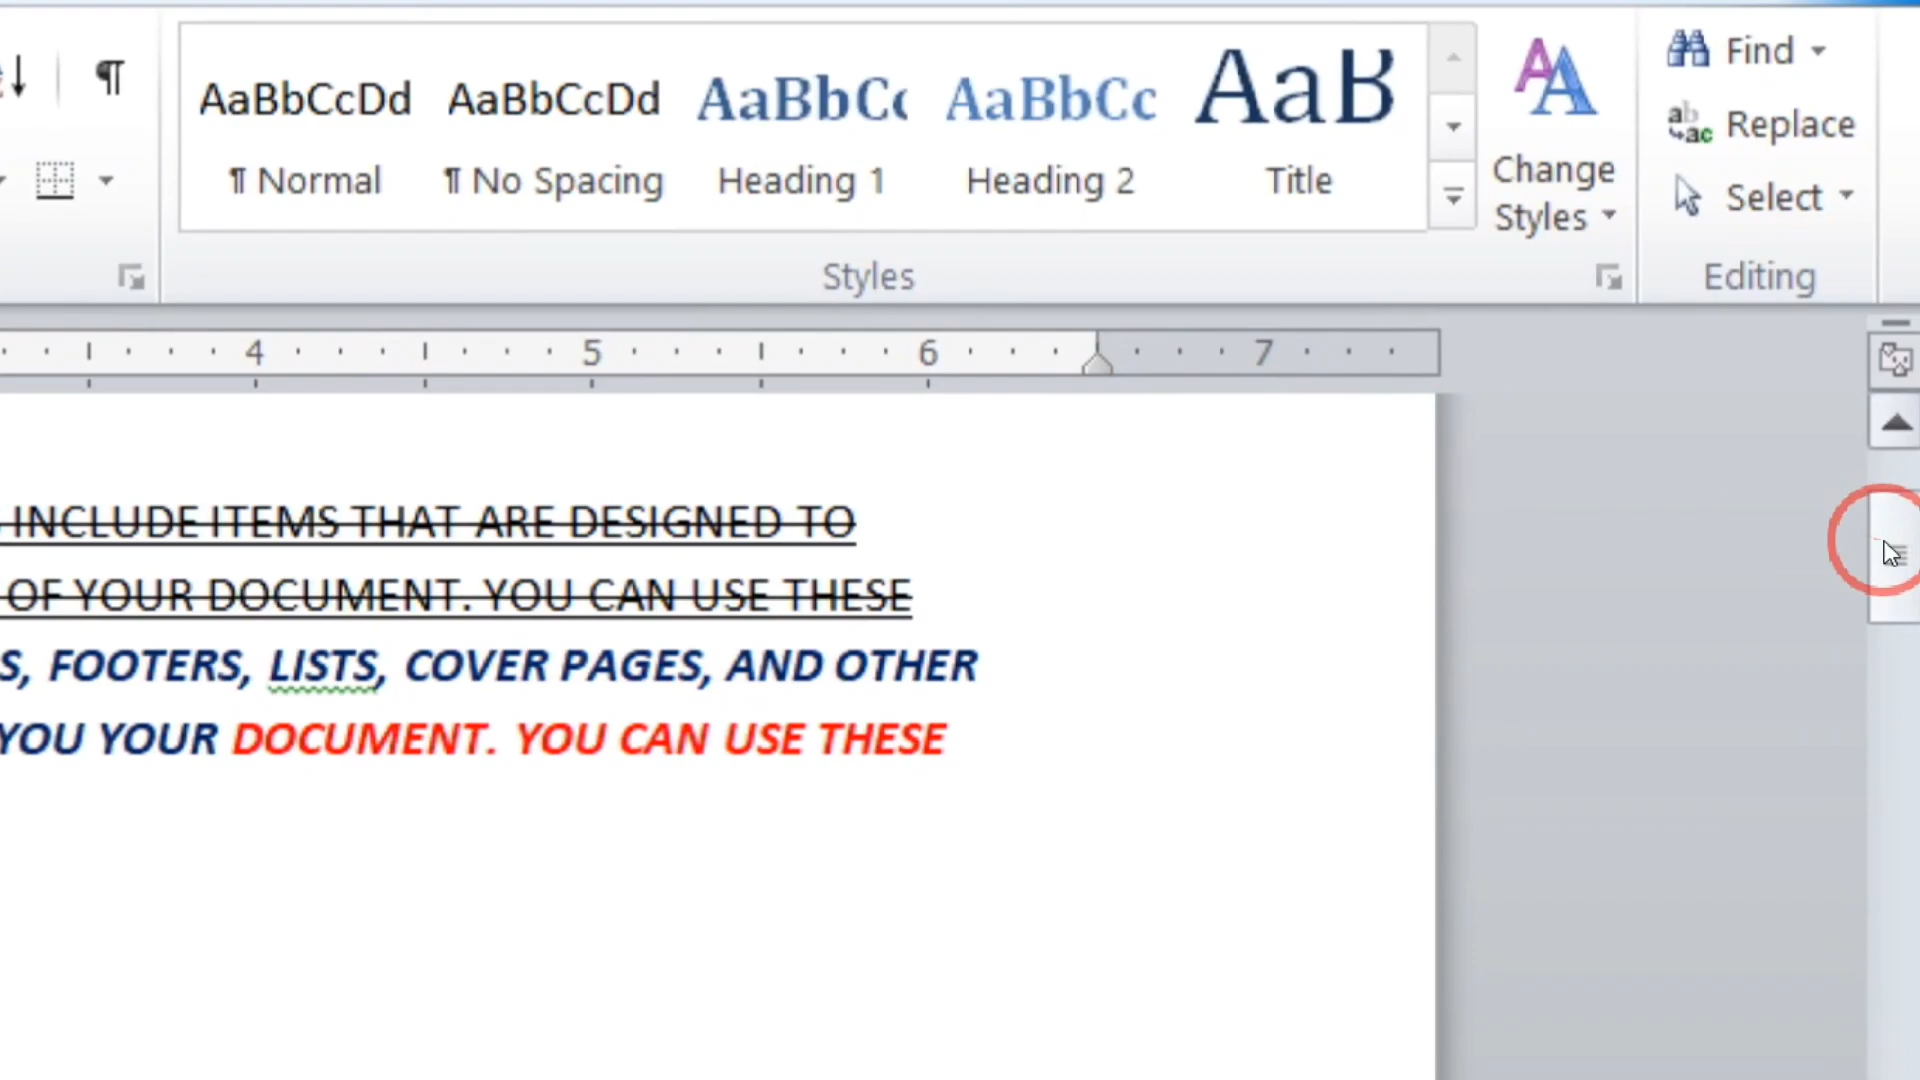 ¶
AaBbCcDd AaBbCcDd AaBbCc AaBbCc AaB
¶ Normal ¶ No Spacing Heading 1 Heading 2 Title
Change
Styles
Find
Replace
Select
Styles
Editing
4 5 6 7
INCLUDE ITEMS THAT ARE DESIGNED TO
OF YOUR DOCUMENT. YOU CAN USE THESE
S, FOOTERS, LISTS, COVER PAGES, AND OTHER
YOU YOUR DOCUMENT. YOU CAN USE THESE